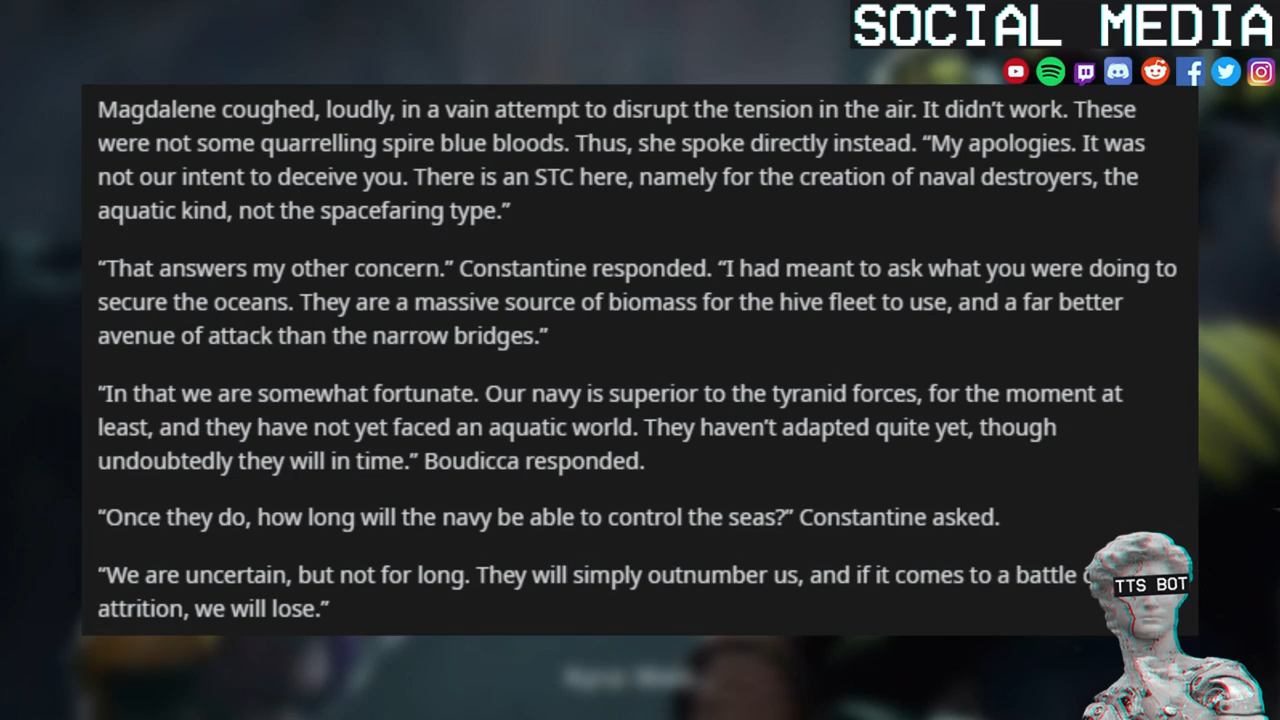 SOCIAL MEDIA
Magdalene coughed, loudly, in a vain attempt to disrupt the tension in the air. It didn’t work. These
were not some quarrelling spire blue bloods. Thus, she spoke directly instead. “My apologies. It was
not our intent to deceive you. There is an STC here, namely for the creation of naval destroyers, the
aquatic kind, not the spacefaring type.”
“That answers my other concern.” Constantine responded. “I had meant to ask what you were doing to
secure the oceans. They are a massive source of biomass for the hive fleet to use, and a far better
avenue of attack than the narrow bridges.”
“In that we are somewhat fortunate. Our navy is superior to the tyranid forces, for the moment at
least, and they have not yet faced an aquatic world. They haven’t adapted quite yet, though
undoubtedly they will in time.” Boudicca responded.
“Once they do, how long will the navy be able to control the seas?” Constantine asked.
“We are uncertain, but not for long. They will simply outnumber us, and if it comes to a battle
attrition, we will lose.”
TTS BOT